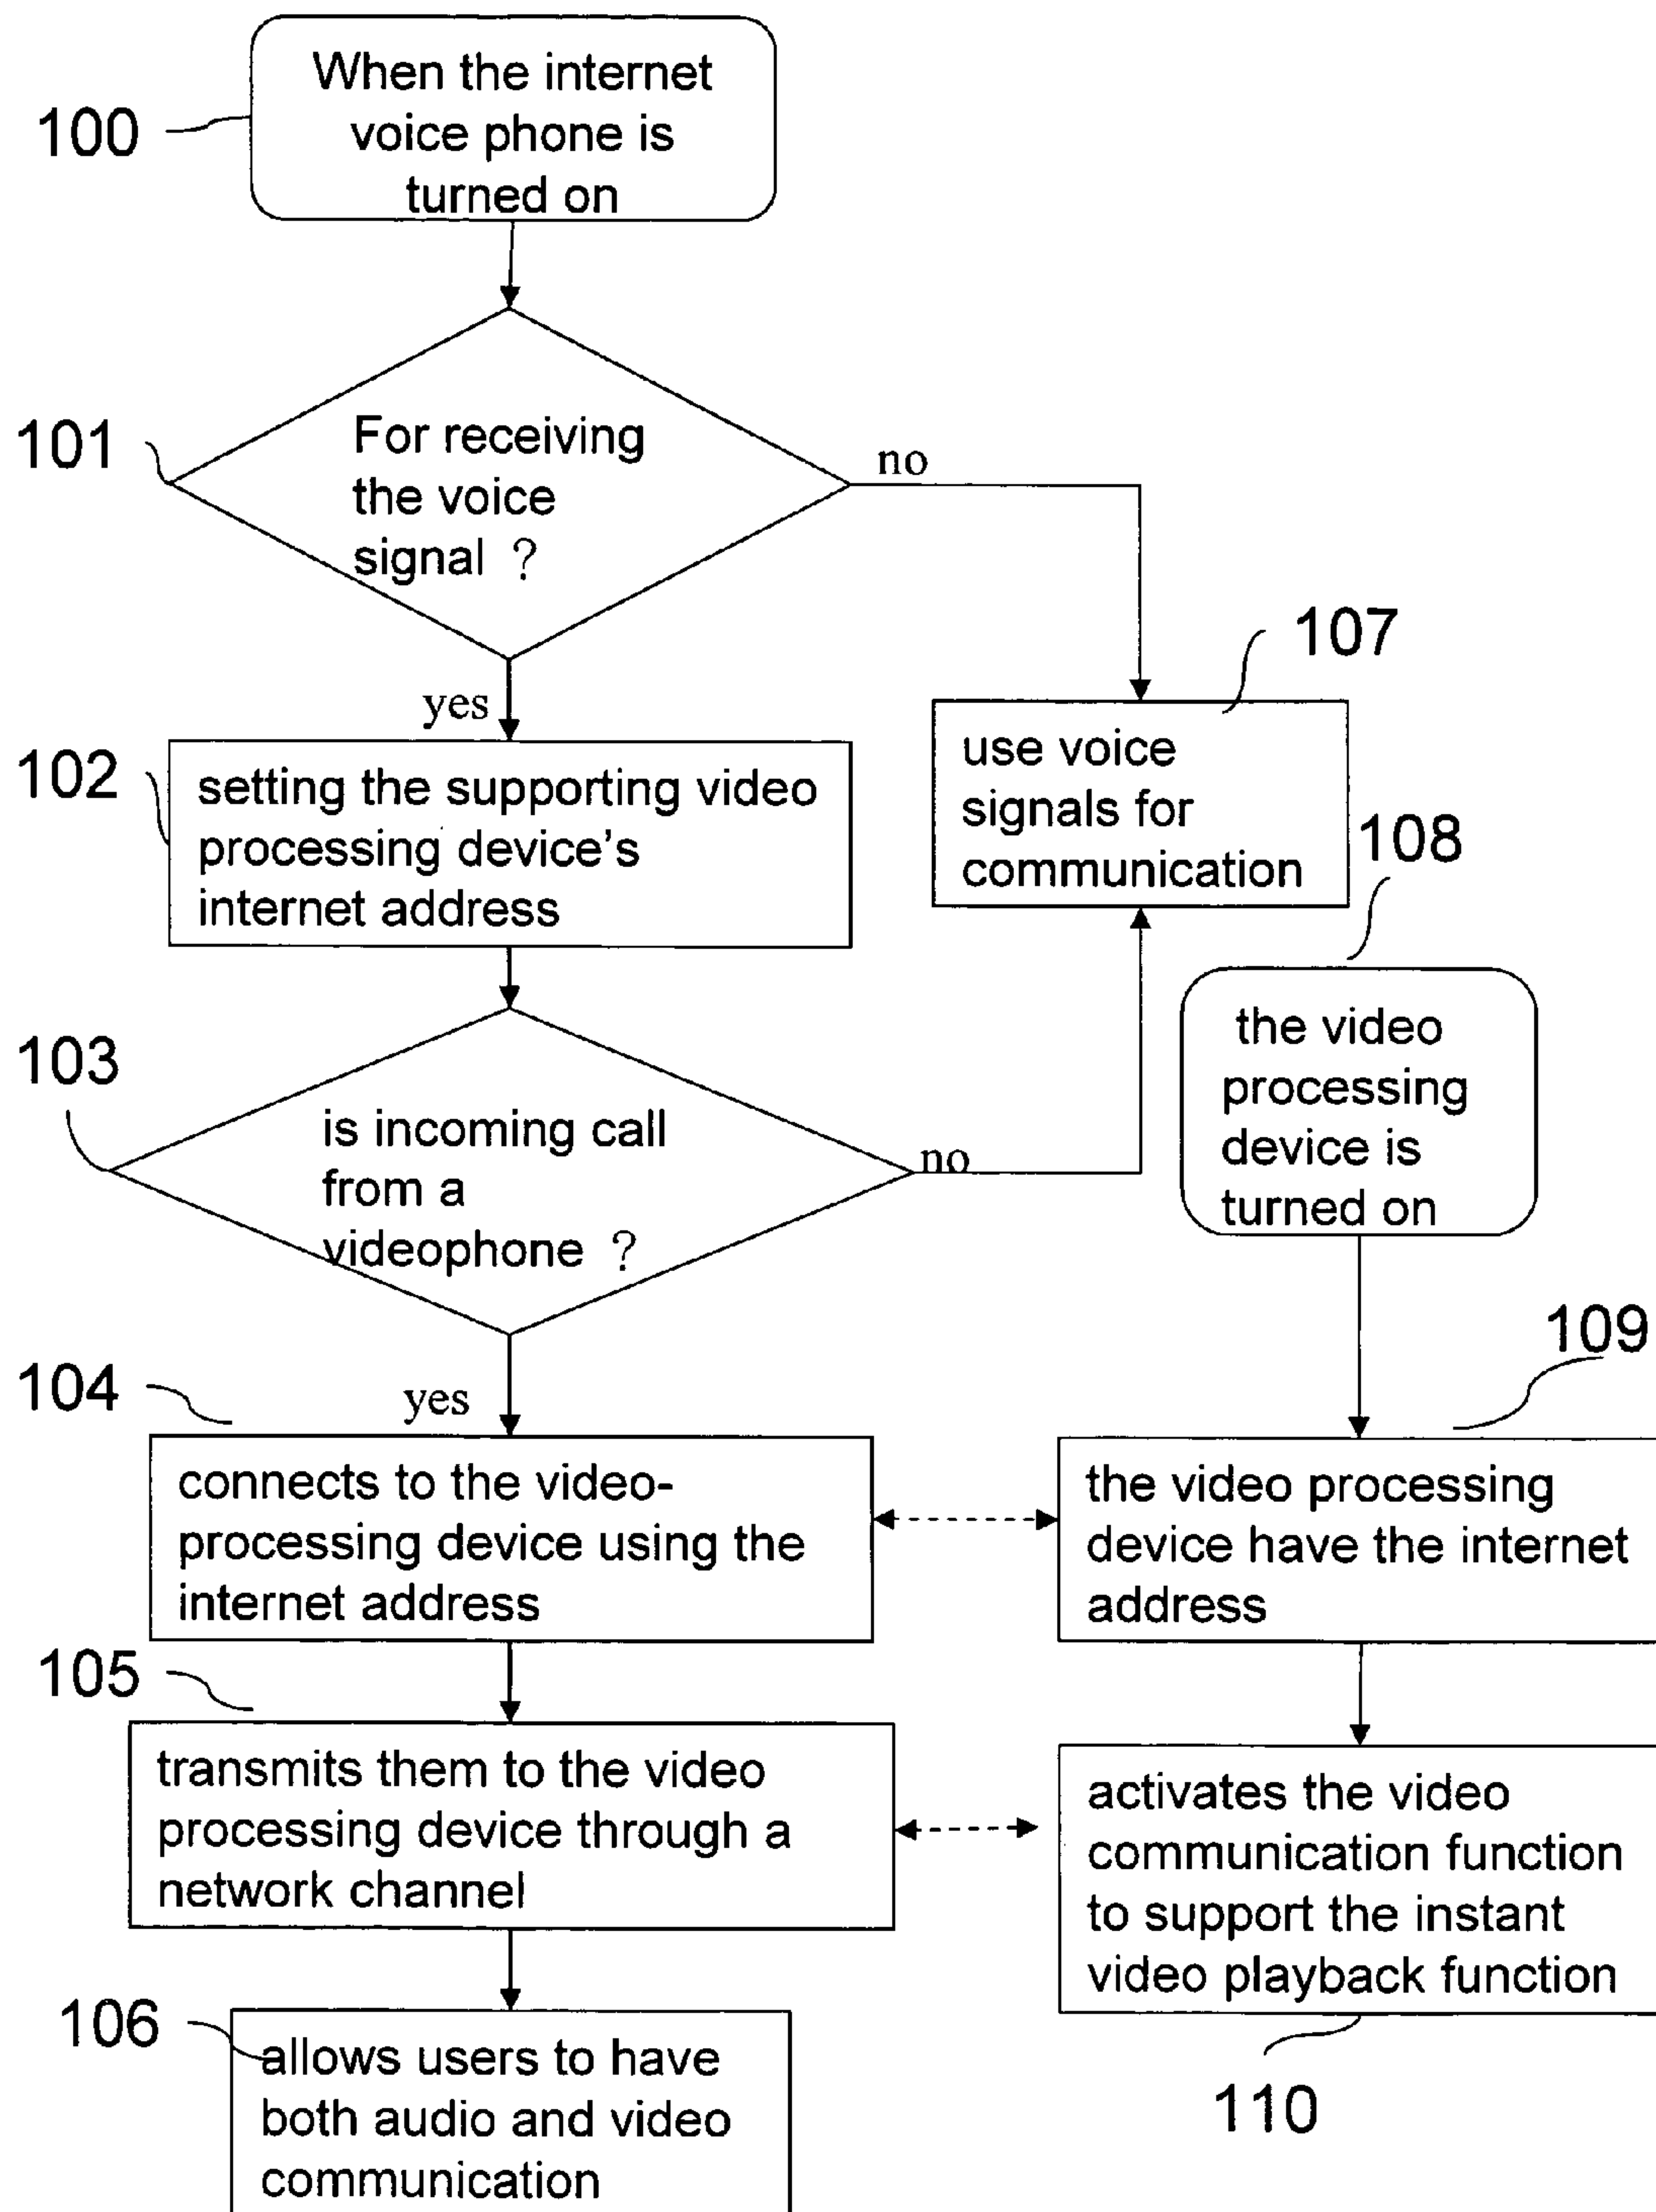 100
When the internet
voice phone is
turned on
101
For receiving
the voice
signal ?
no
yes
107
use voice
signals for
communication
102
setting the supporting video
processing device's
internet address
108
the video
processing
device is
turned on
103
is incoming call
from a
videophone ?
no
yes
104
connects to the video-
processing device using the
internet address
109
the video processing
device have the internet
address
105
transmits them to the video
processing device through a
network channel
activates the video
communication function
to support the instant
video playback function
110
106
allows users to have
both audio and video
communication